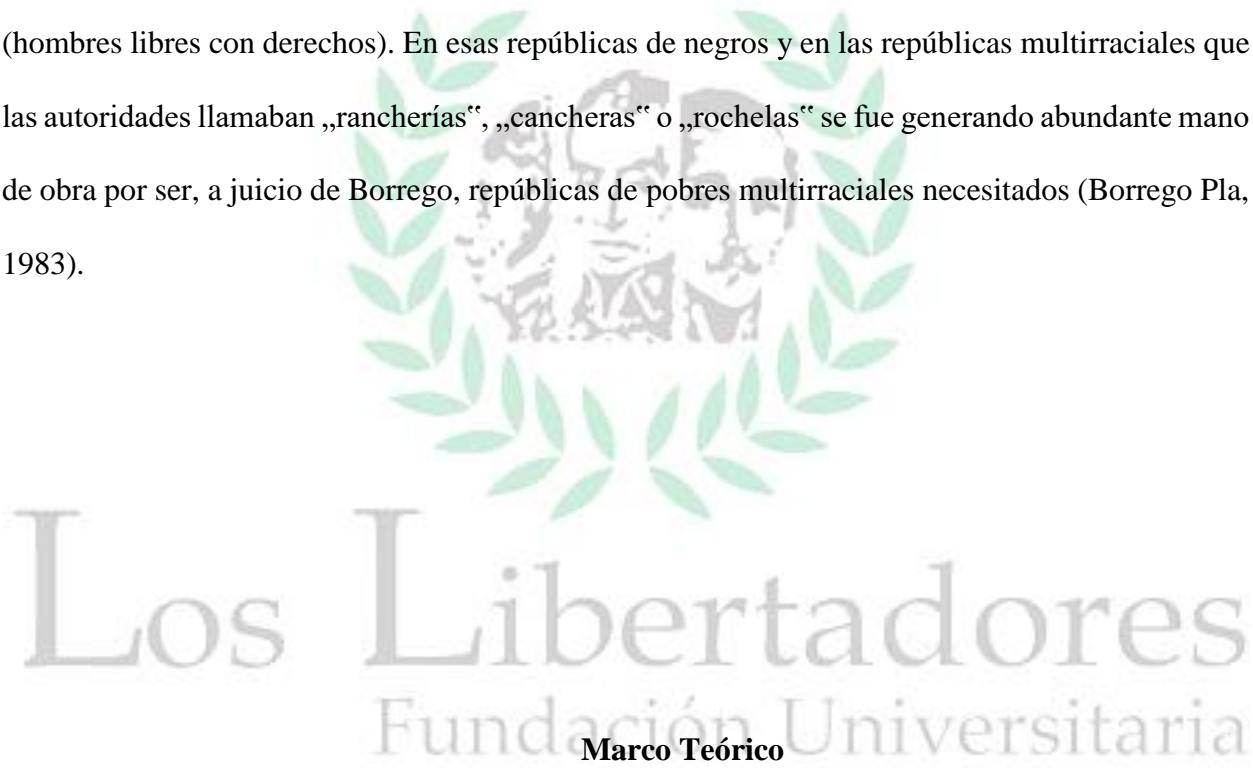 (hombres libres con derechos). En esas repúblicas de negros y en las repúblicas multirraciales que
las autoridades llamaban „rancherías‟, „cancheras‟ o „rochelas‟ se fue generando abundante mano
de obra por ser, a juicio de Borrego, repúblicas de pobres multirraciales necesitados (Borrego Pla,
1983).
Los Libertadores
Fundación Universitaria
Marco Teórico